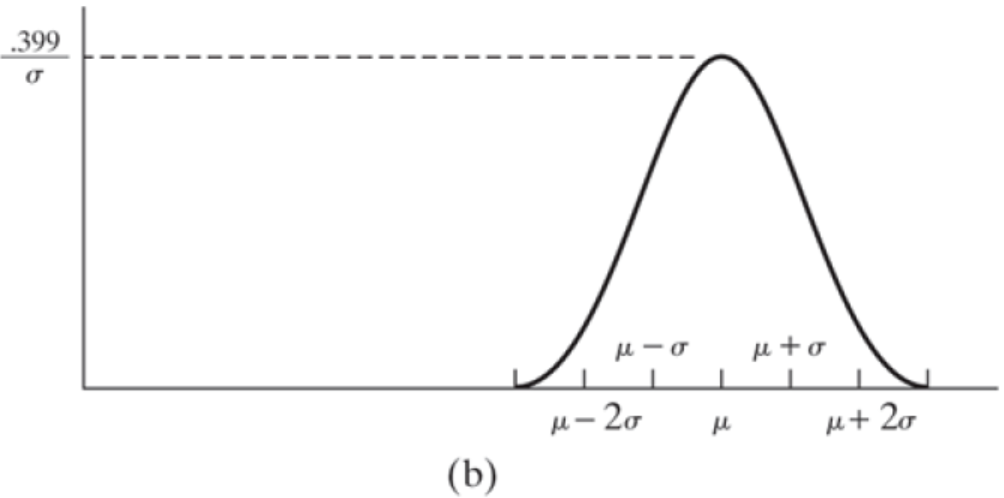 .399
σ
μ − σ
μ + σ
μ − 2σ
μ
μ + 2σ
(b)